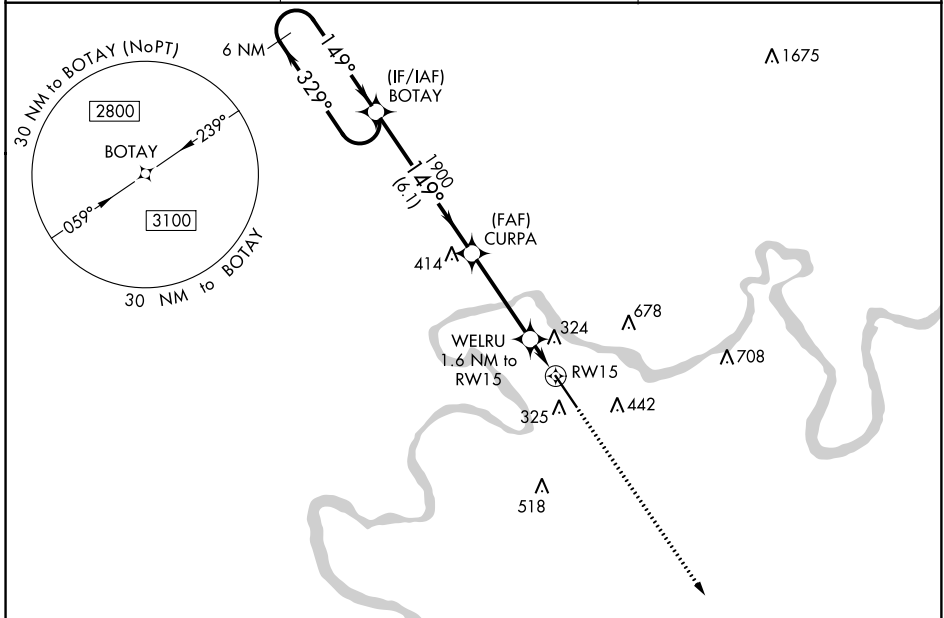 30 NM to BOTAY (NoPT)
2800
BOTAY
239°
059°
3100
30 NM to BOTAY
6 NM
149°
329°
(IF/IAF)
BOTAY
1675
1900
149°
(6.1)
(FAF)
CURPA
414
WELRU
1.6 NM to
RW15
324
678
708
RW15
325
442
518